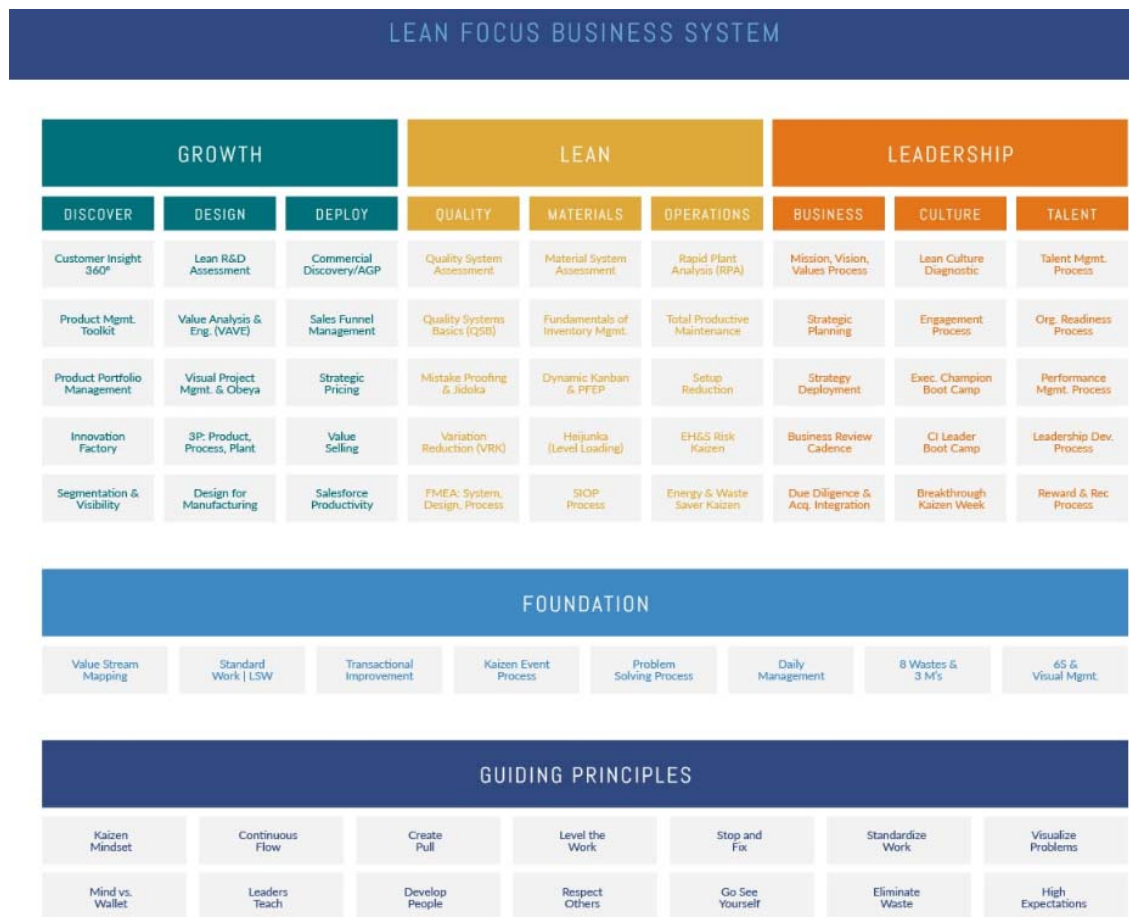 LEAN FOCUS BUSINESS SYSTEM
GROWTH
LEAN
LEADERSHIP
DISCOVER
DESIGN
DEPLOY
QUALITY
MATERIALS
OPERATIONS
BUSINESS
CULTURE
TALENT
Customer Insight
360°
Lean R&D
Assessment
Commercial
Discovery/AGP
Quality System
Assessment
Material System
Assessment
Rapid Plant
Analysis (RPA)
Mission, Vision,
Values Process
Lean Culture
Diagnostic
Talent Mgmt.
Process
Product Mgmt.
Toolkit
Value Analysis &
Eng. (VAVE)
Sales Funnel
Management
Quality Systems
Basics (QSB)
Fundamentals of
Inventory Mgmt.
Total Productive
Maintenance
Strategic
Planning
Engagement
Process
Org. Readiness
Process
Product Portfolio
Management
Visual Project
Mgmt. & Obeya
Strategic
Pricing
Mistake Proofing
& Jidoka
Dynamic Kanban
& PFEP
Setup
Reduction
Strategy
Deployment
Exec. Champion
Boot Camp
Performance
Mgmt. Process
Innovation
Factory
3P: Product,
Process, Plant
Value
Selling
Variation
Reduction (VRK)
Heijunka
(Level Loading)
EH&S Risk
Kaizen
Business Review
Cadence
CI Leader
Boot Camp
Leadership Dev.
Process
Segmentation &
Visibility
Design for
Manufacturing
Salesforce
Productivity
FMEA: System,
Design, Process
SIOP
Process
Energy & Waste
Saver Kaizen
Due Diligence &
Acq. Integration
Breakthrough
Kaizen Week
Reward & Rec
Process
FOUNDATION
Value Stream
Mapping
Standard
Work | LSW
Transactional
Improvement
Kaizen Event
Process
Problem
Solving Process
Daily
Management
8 Wastes &
3 M's
6S &
Visual Mgmt.
GUIDING PRINCIPLES
Kaizen
Mindset
Continuous
Flow
Create
Pull
Level the
Work
Stop and
Fix
Standardize
Work
Visualize
Problems
Mind vs.
Wallet
Leaders
Teach
Develop
People
Respect
Others
Go See
Yourself
Eliminate
Waste
High
Expectations